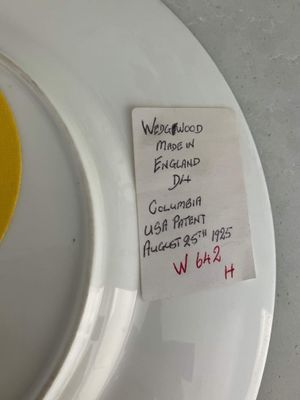 WEDGWOOD
MADE IN
ENGLAND
DH
COLUMBIA
USA PATENT
AUGUST 25TH 1925
W 642
H